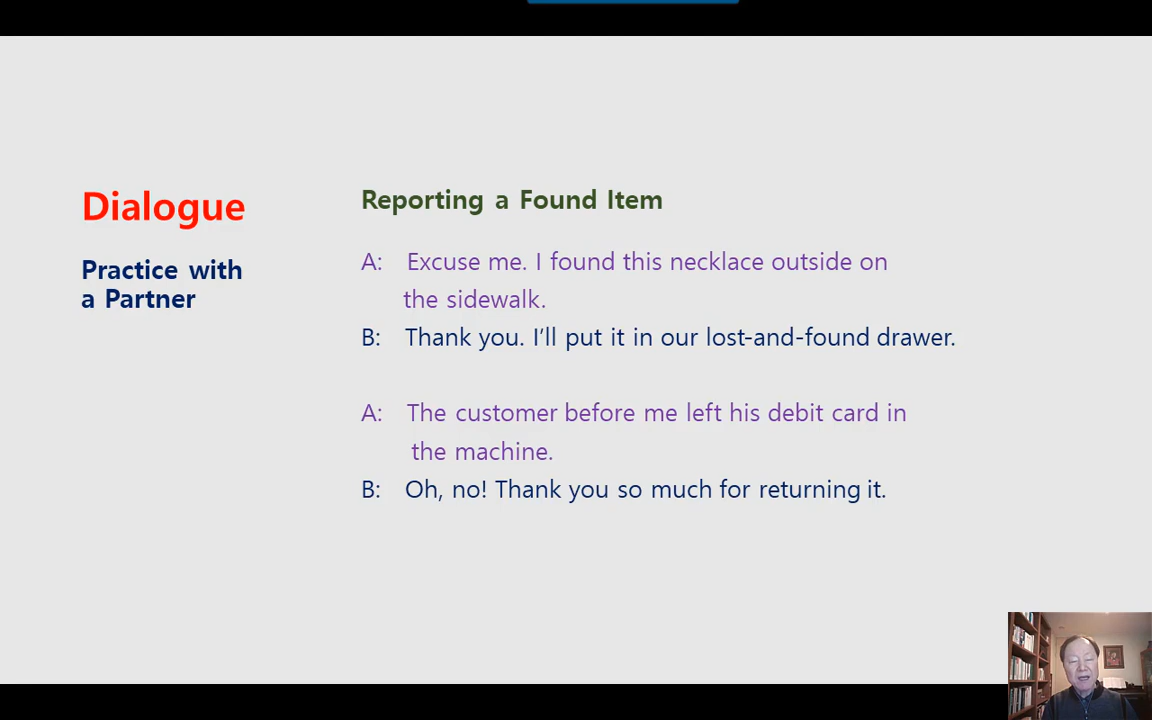 Dialogue
Practice with
a Partner
Reporting a Found Item
A: Excuse me. I found this necklace outside on
the sidewalk.
B: Thank you. I’ll put it in our lost-and-found drawer.
A: The customer before me left his debit card in
the machine.
B: Oh, no! Thank you so much for returning it.